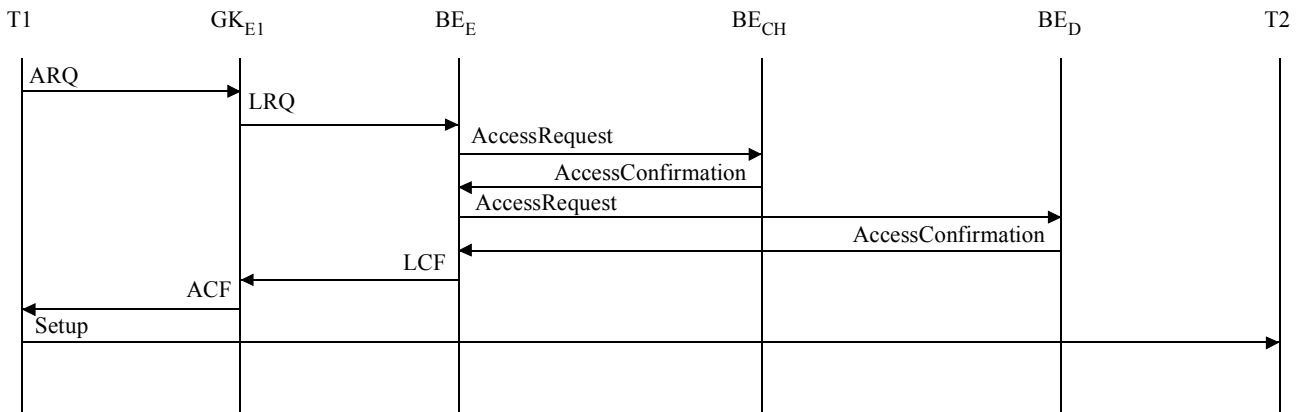 T1 GK_E1 BE_E BE_CH BE_D T2
ARQ
LRQ
AccessRequest
AccessConfirmation
AccessRequest
AccessConfirmation
LCF
ACF
Setup